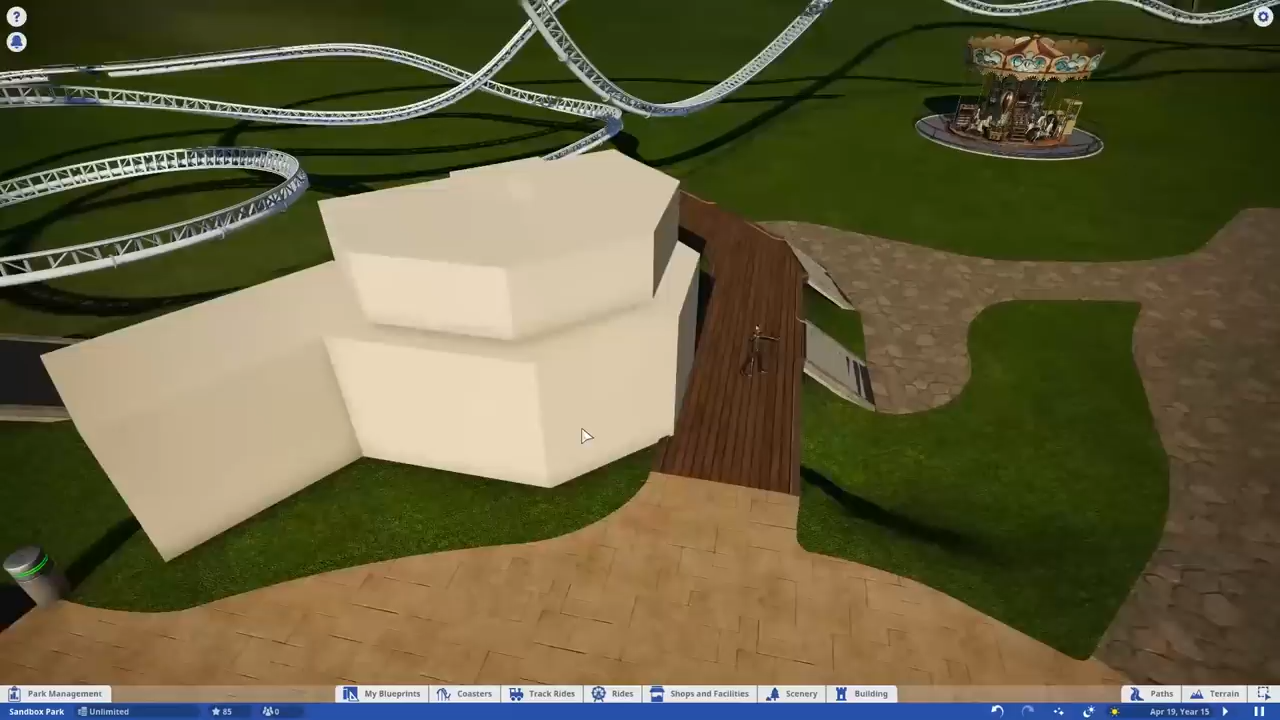 ?
Park Management
My Blueprints
Coasters
Track Rides
Rides
Shops and Facilities
Scenery
Building
Paths
Terrain
Sandbox Park
Unlimited
85
0
Apr 19, Year 15